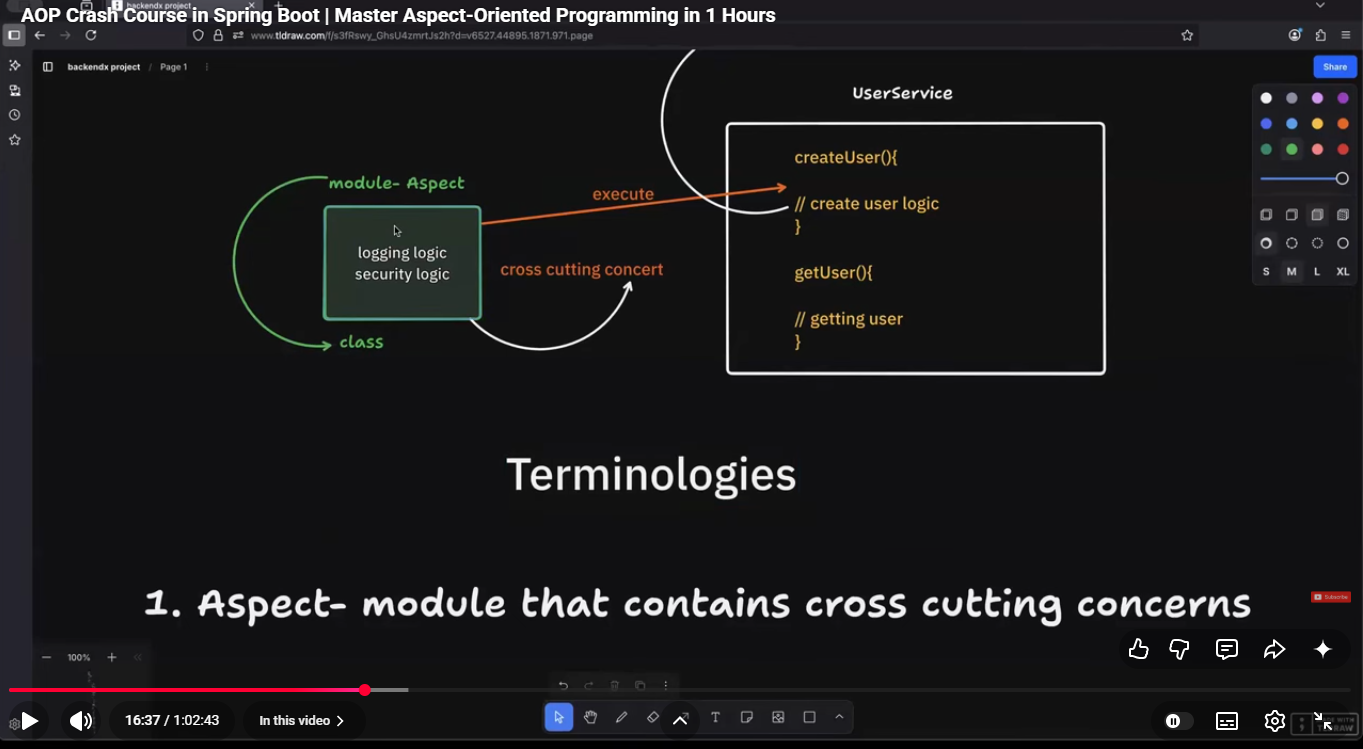 AOP Crash Course in Spring Boot | Master Aspect-Oriented Programming in 1 Hours
backendx project
www.tldraw.com/f/s3fRswy_GhsU4zmrtJs2h?d=v6527.44895.1871.971.page
backendx project / Page 1
Share
UserService
createUser(){
module- Aspect
execute
// create user logic
}
logging logic
security logic
cross cutting concert
getUser(){
// getting user
}
class
S M L XL
Terminologies
1. Aspect- module that contains cross cutting concerns
Subscribe
100%
16:37 / 1:02:43
In this video
T